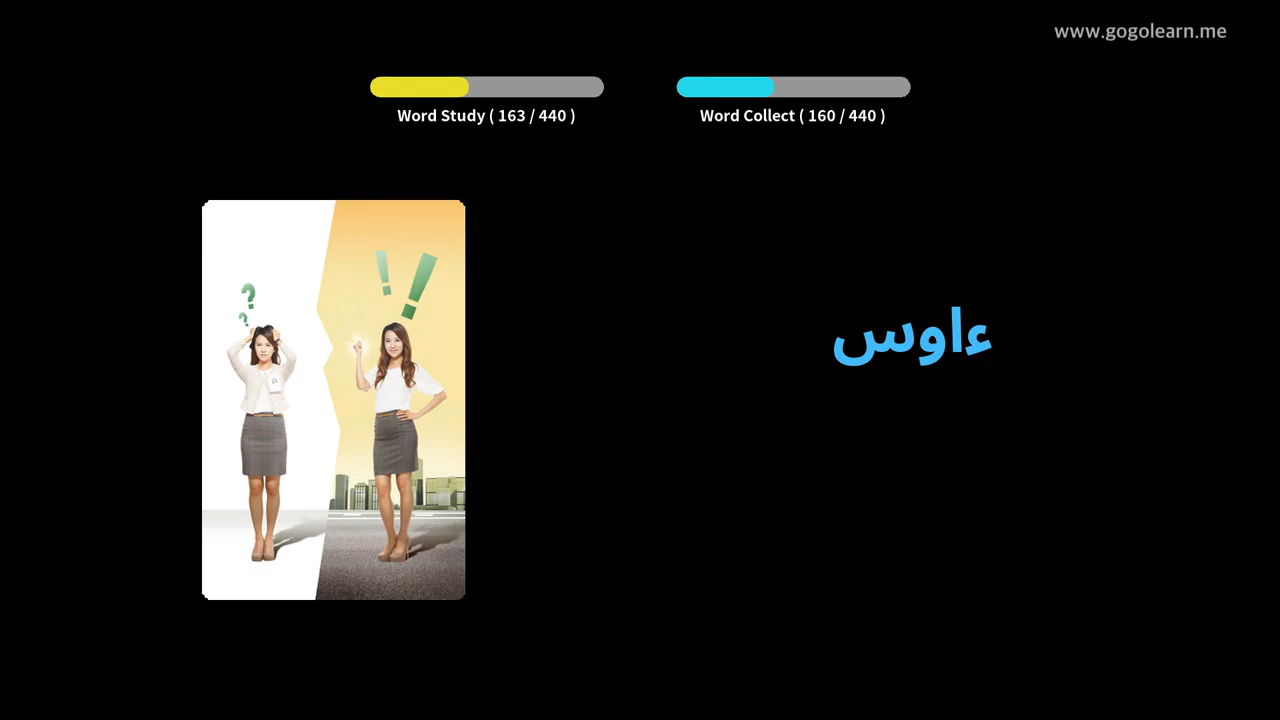 www.gogolearn.me
Word Study ( 163 / 440 )
Word Collect ( 160 / 440 )
? ? ! !
ءاوس